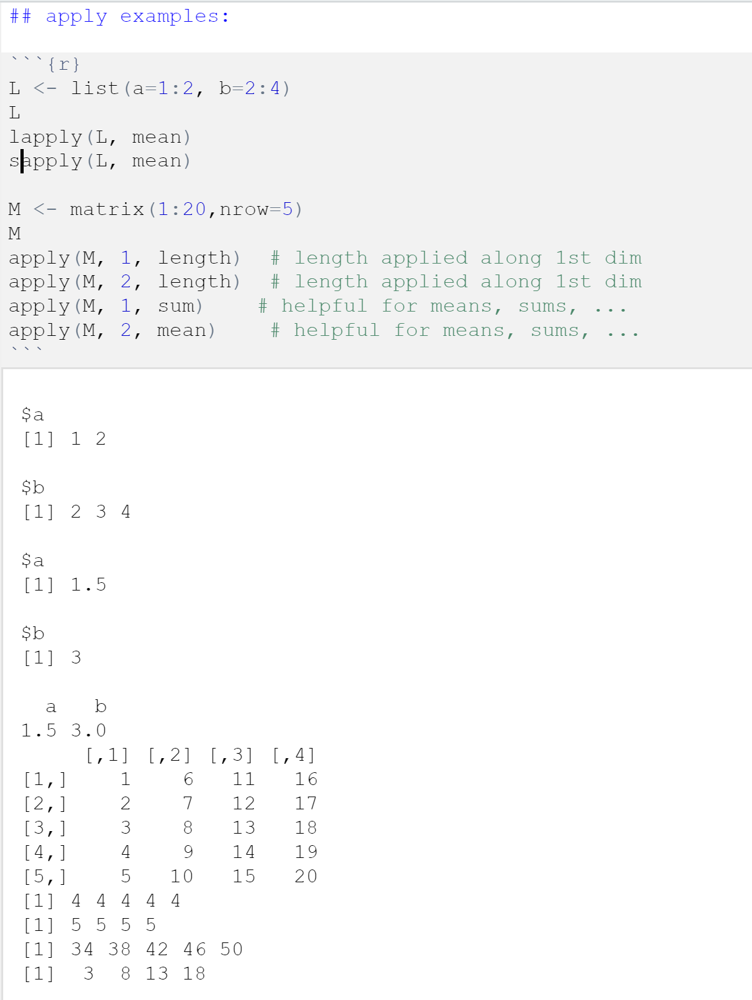 ## apply examples:
```{r}
L <- list(a=1:2, b=2:4)
L
lapply(L, mean)
sapply(L, mean)
M <- matrix(1:20,nrow=5)
M
apply(M, 1, length)  # length applied along 1st dim
apply(M, 2, length)  # length applied along 1st dim
apply(M, 1, sum)    # helpful for means, sums, ...
apply(M, 2, mean)    # helpful for means, sums, ...
```
$a
[1] 1 2
$b
[1] 2 3 4
$a
[1] 1.5
$b
[1] 3
  a   b
1.5 3.0
     [,1] [,2] [,3] [,4]
[1,]    1    6   11   16
[2,]    2    7   12   17
[3,]    3    8   13   18
[4,]    4    9   14   19
[5,]    5   10   15   20
[1] 4 4 4 4 4
[1] 5 5 5 5
[1] 34 38 42 46 50
[1]  3  8 13 18